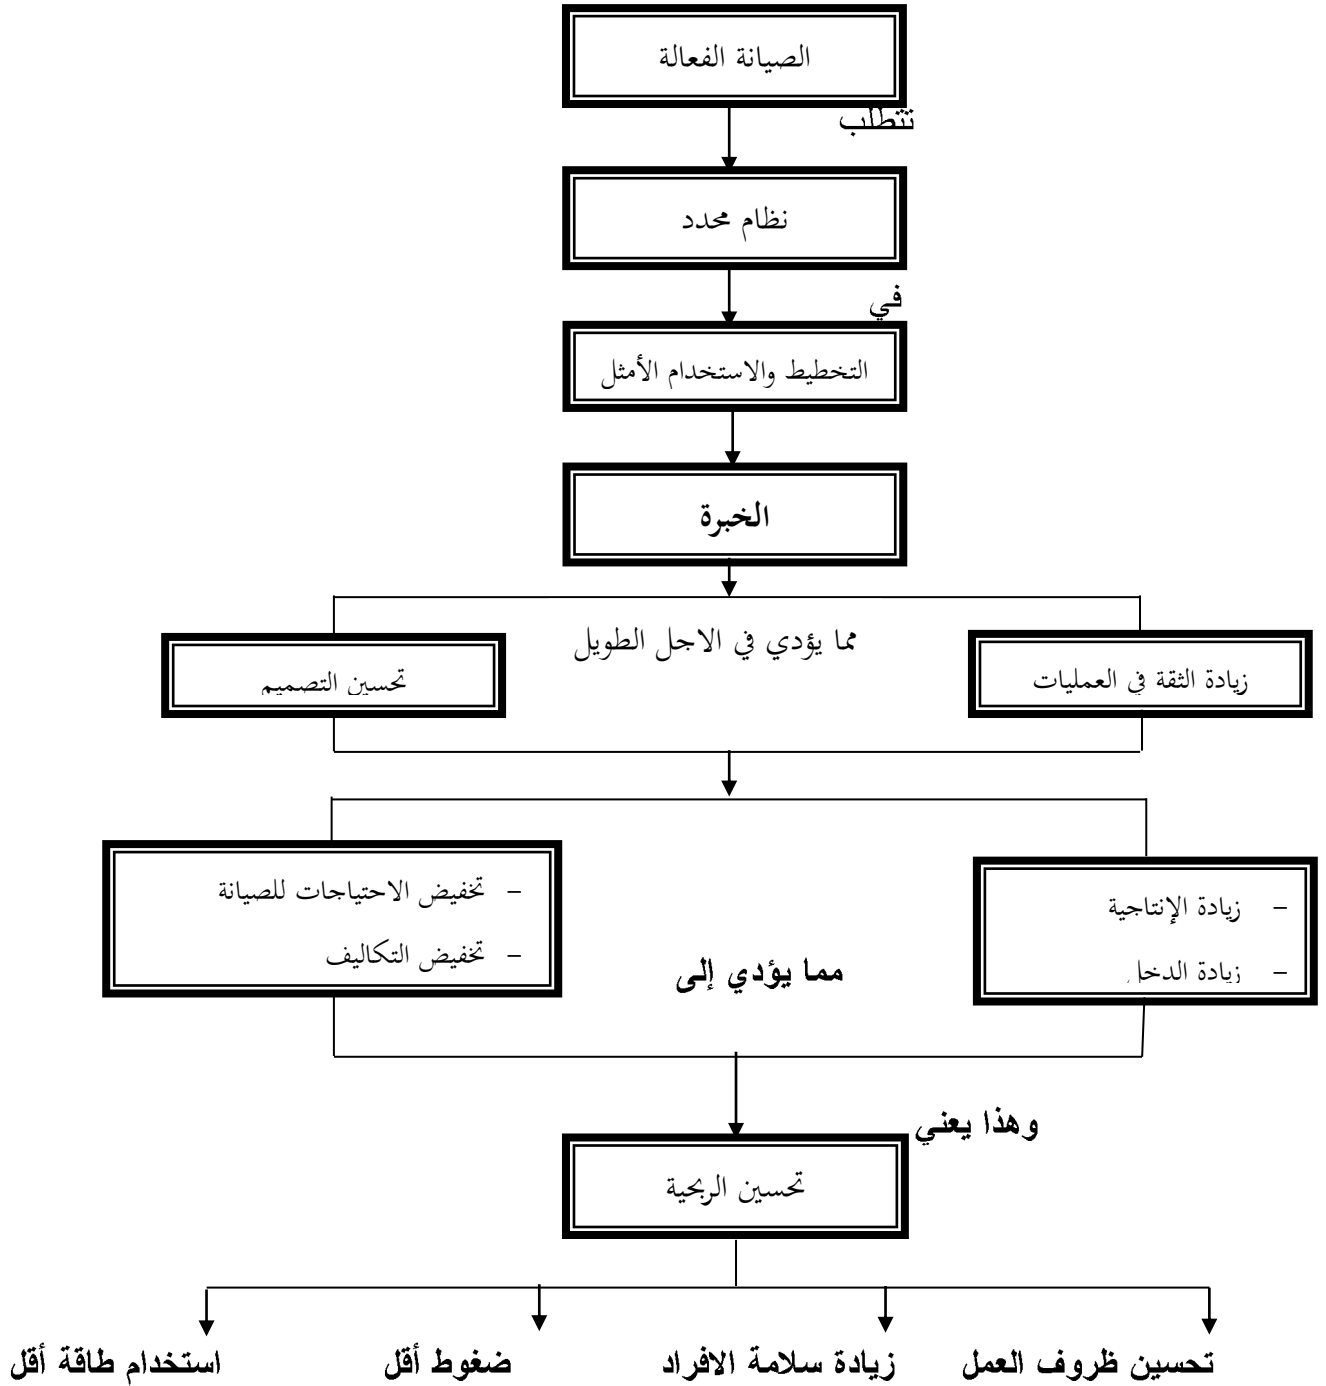 الصيانة الفعالة
تتطلب
نظام محدد
في
التخطيط والاستخدام الأمثل
الخبرة
مما يؤدي في الاجل الطويل
زيادة الثقة في العمليات
تحسين التصميم
- زيادة الإنتاجية
- زيادة الدخل
- تخفيض الاحتياجات للصيانة
- تخفيض التكاليف
مما يؤدي إلى
وهذا يعني
تحسين الربحية
تحسين ظروف العمل
زيادة سلامة الافراد
ضغوط أقل
استخدام طاقة أقل